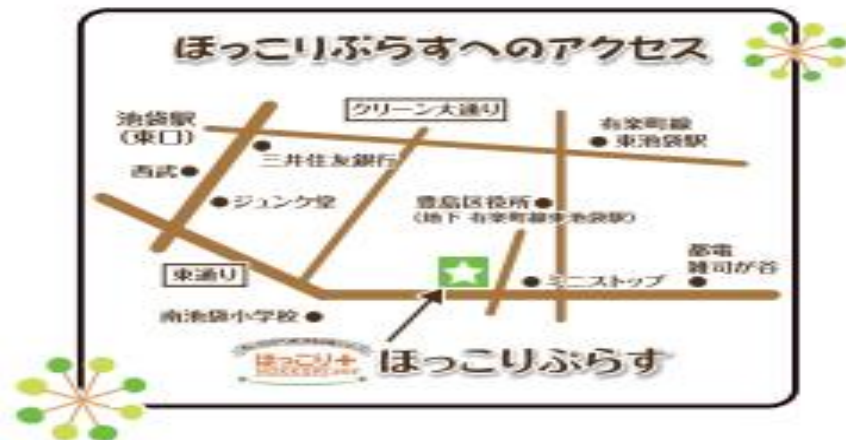 ほっこりぷらすへのアクセス
グリーン大通り
池袋駅
(東口)
有楽町線
東池袋駅
三井住友銀行
西武
ジュンク堂
豊島区役所
(地下 有楽町線東池袋駅)
都電
雑司が谷
東通り
ミニストップ
南池袋小学校
ほっこり+
ほっこりぷらす